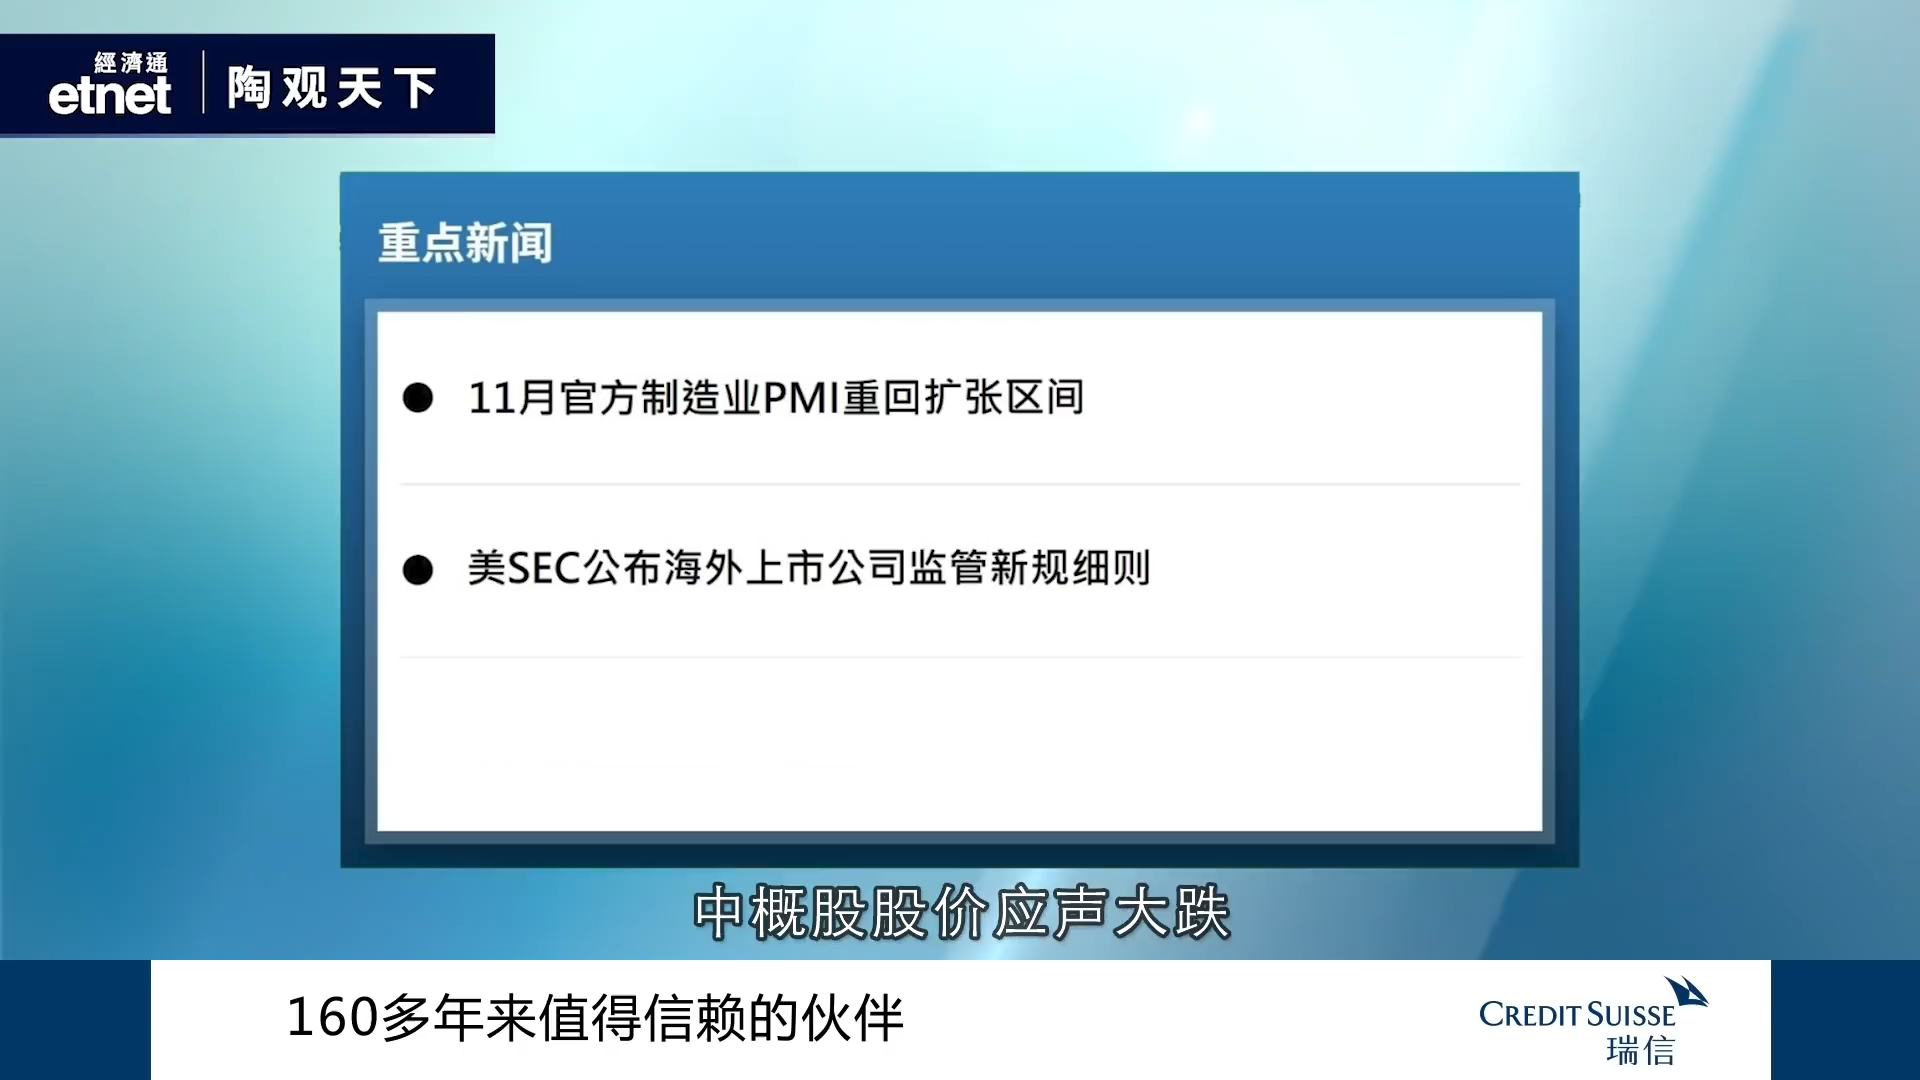 經濟通
etnet
陶观天下
重点新闻
● 11月官方制造业PMI重回扩张区间
● 美SEC公布海外上市公司监管新规细则
中概股股价应声大跌
160多年来值得信赖的伙伴
CREDIT SUISSE
瑞信